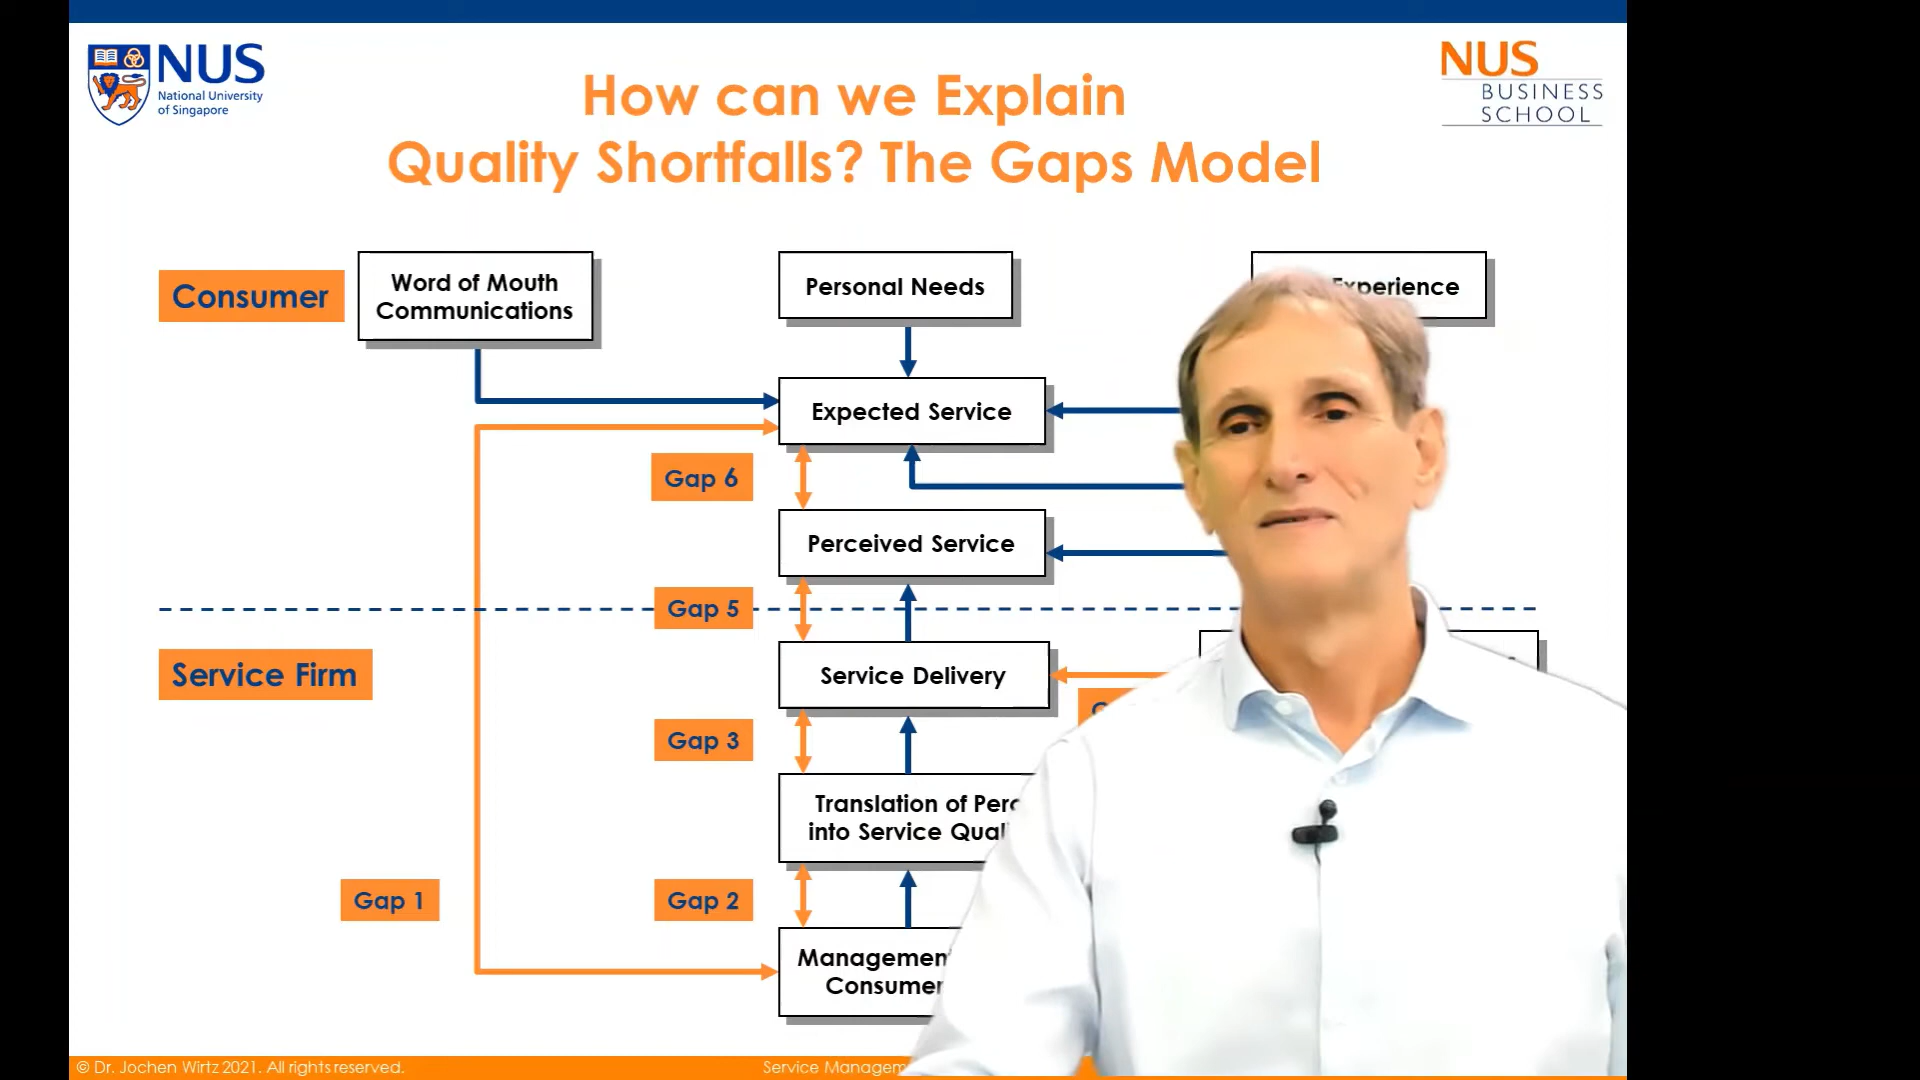 NUS
National University
of Singapore
How can we Explain
Quality Shortfalls? The Gaps Model
NUS
BUSINESS
SCHOOL
Consumer
Word of Mouth
Communications
Personal Needs
Experience
Expected Service
Gap 6
Perceived Service
Gap 5
Service Firm
Service Delivery
Gap 3
Translation of
into Service
Gap 1
Gap 2
Management
Consumer
© Dr. Jochen Wirtz 2021. All rights reserved.
Service